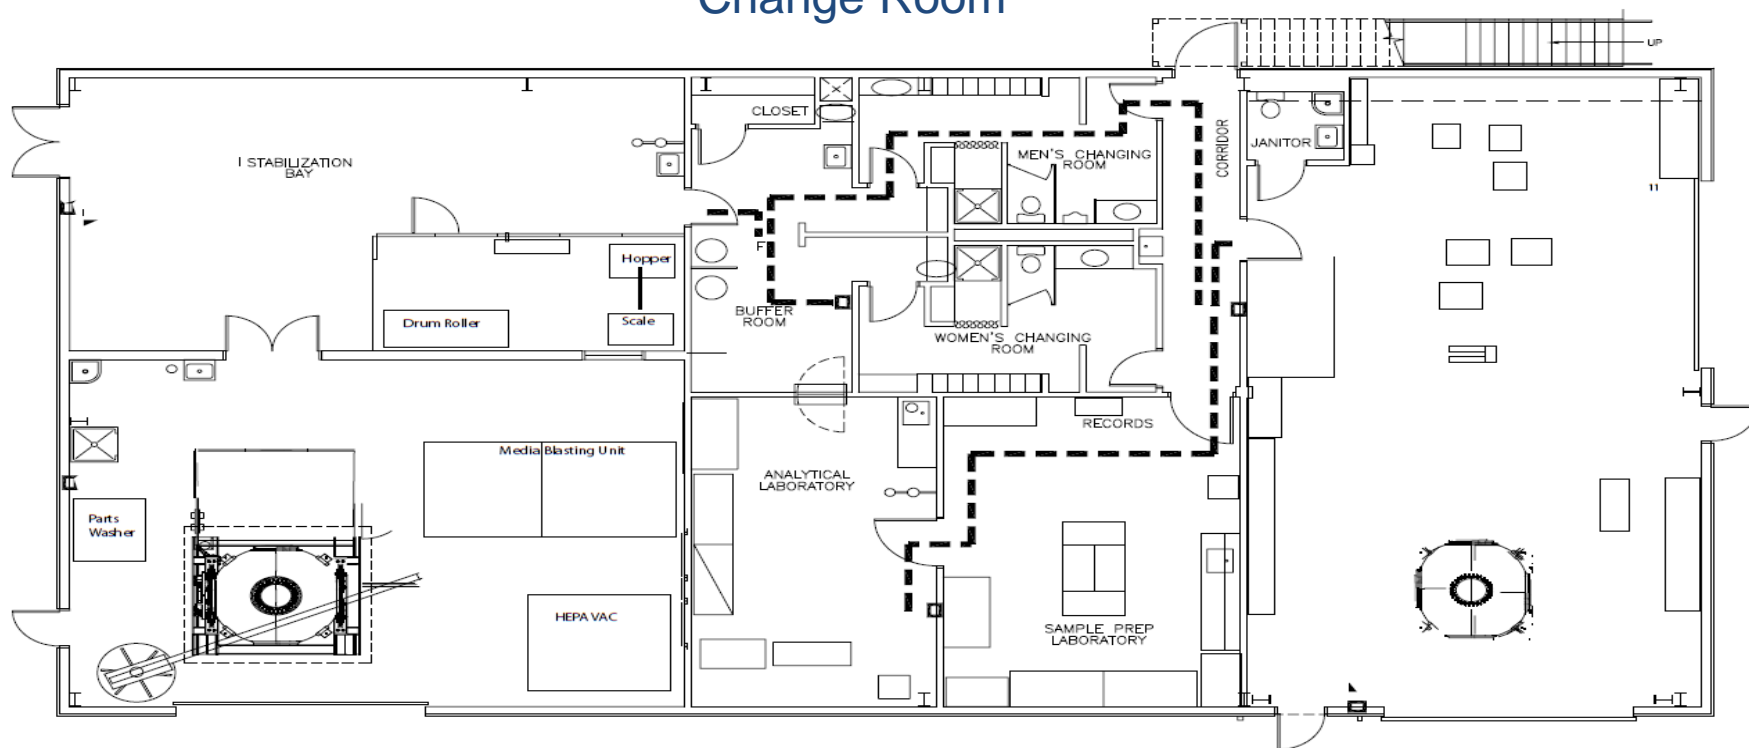 Change Room
UP
CLOSET
I STABILIZATION
BAY
MEN'S CHANGING
ROOM
CORRIDOR
JANITOR
11
I
F
Hopper
Drum Roller
Scale
BUFFER
ROOM
WOMEN'S CHANGING
ROOM
RECORDS
Media Blasting Unit
ANALYTICAL
LABORATORY
Parts
Washer
HEPA VAC
SAMPLE PREP
LABORATORY